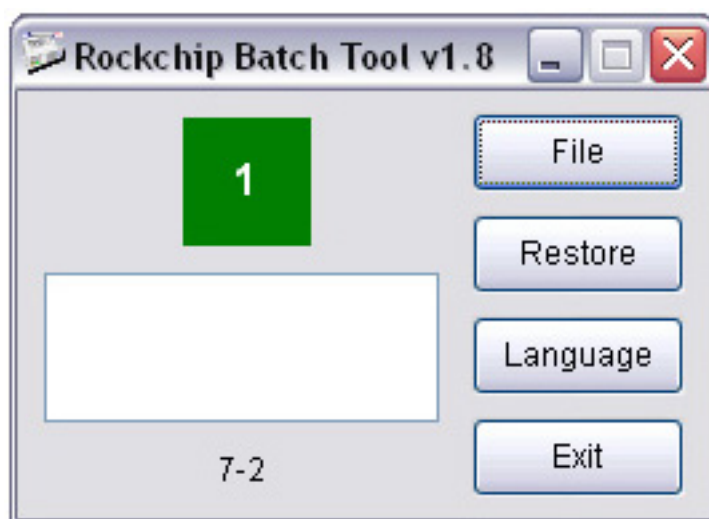 Rockchip Batch Tool v1.8
1
File
Restore
Language
7-2
Exit